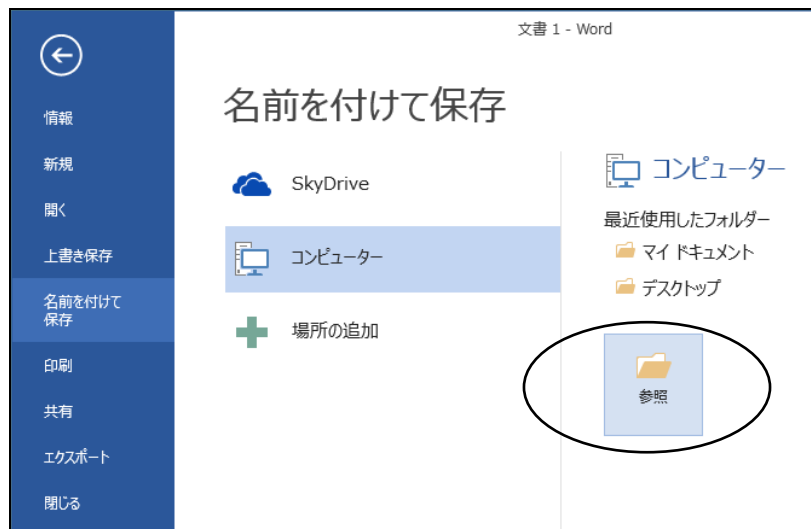 文書 1 - Word
情報
新規
開く
上書き保存
名前を付けて
保存
印刷
共有
エクスポート
閉じる
名前を付けて保存
SkyDrive
コンピューター
場所の追加
コンピューター
最近使用したフォルダー
マイ ドキュメント
デスクトップ
参照